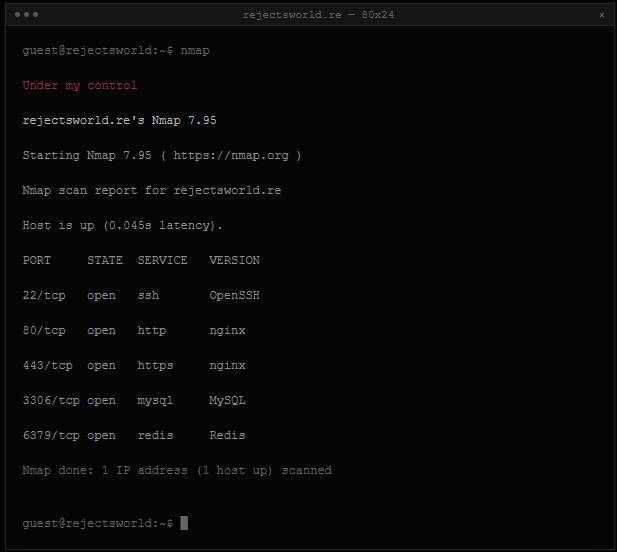 rejectsworld.re — 80x24 ×
guest@rejectsworld:~$ nmap
Under my control
rejectsworld.re's Nmap 7.95
Starting Nmap 7.95 ( https://nmap.org )
Nmap scan report for rejectsworld.re
Host is up (0.045s latency).
PORT     STATE  SERVICE   VERSION
22/tcp   open   ssh       OpenSSH
80/tcp   open   http      nginx
443/tcp  open   https     nginx
3306/tcp open   mysql     MySQL
6379/tcp open   redis     Redis
Nmap done: 1 IP address (1 host up) scanned
guest@rejectsworld:~$